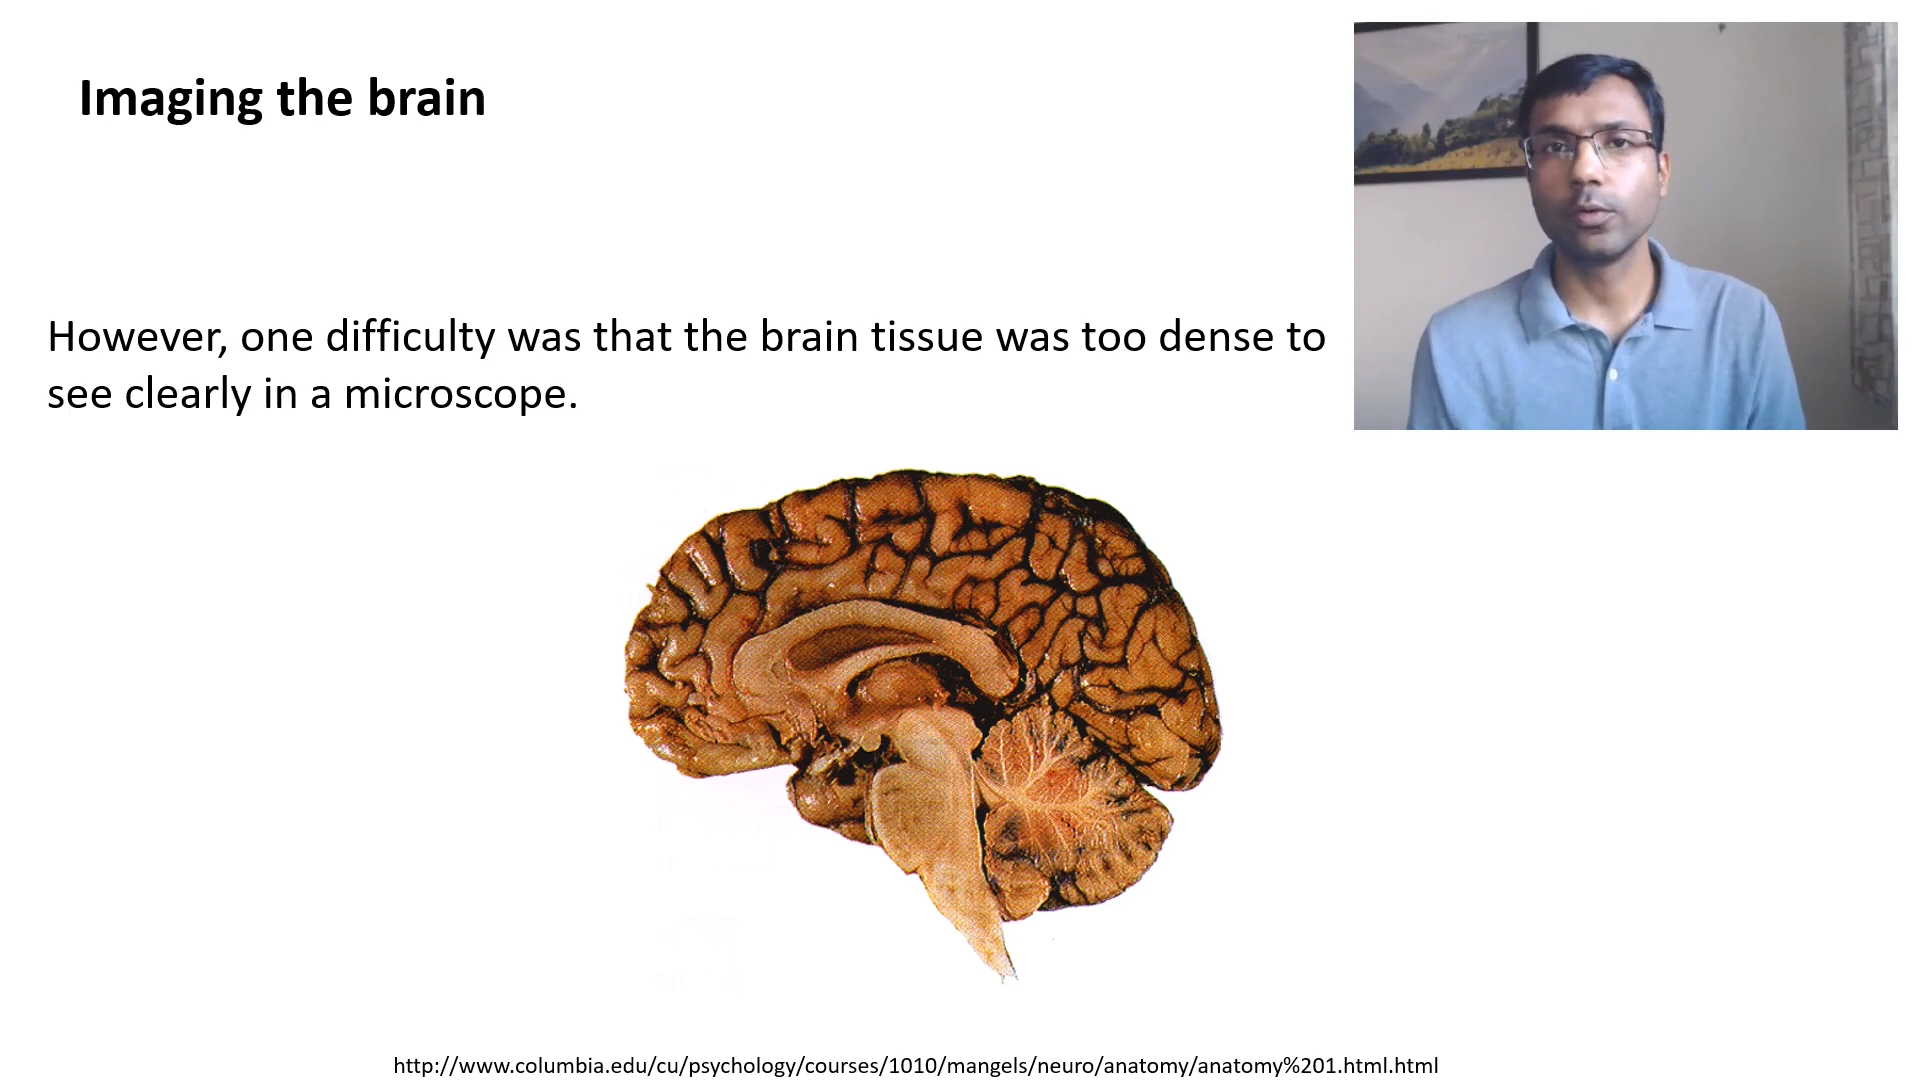 Imaging the brain
However, one difficulty was that the brain tissue was too dense to
see clearly in a microscope.
http://www.columbia.edu/cu/psychology/courses/1010/mangels/neuro/anatomy/anatomy%201.html.html